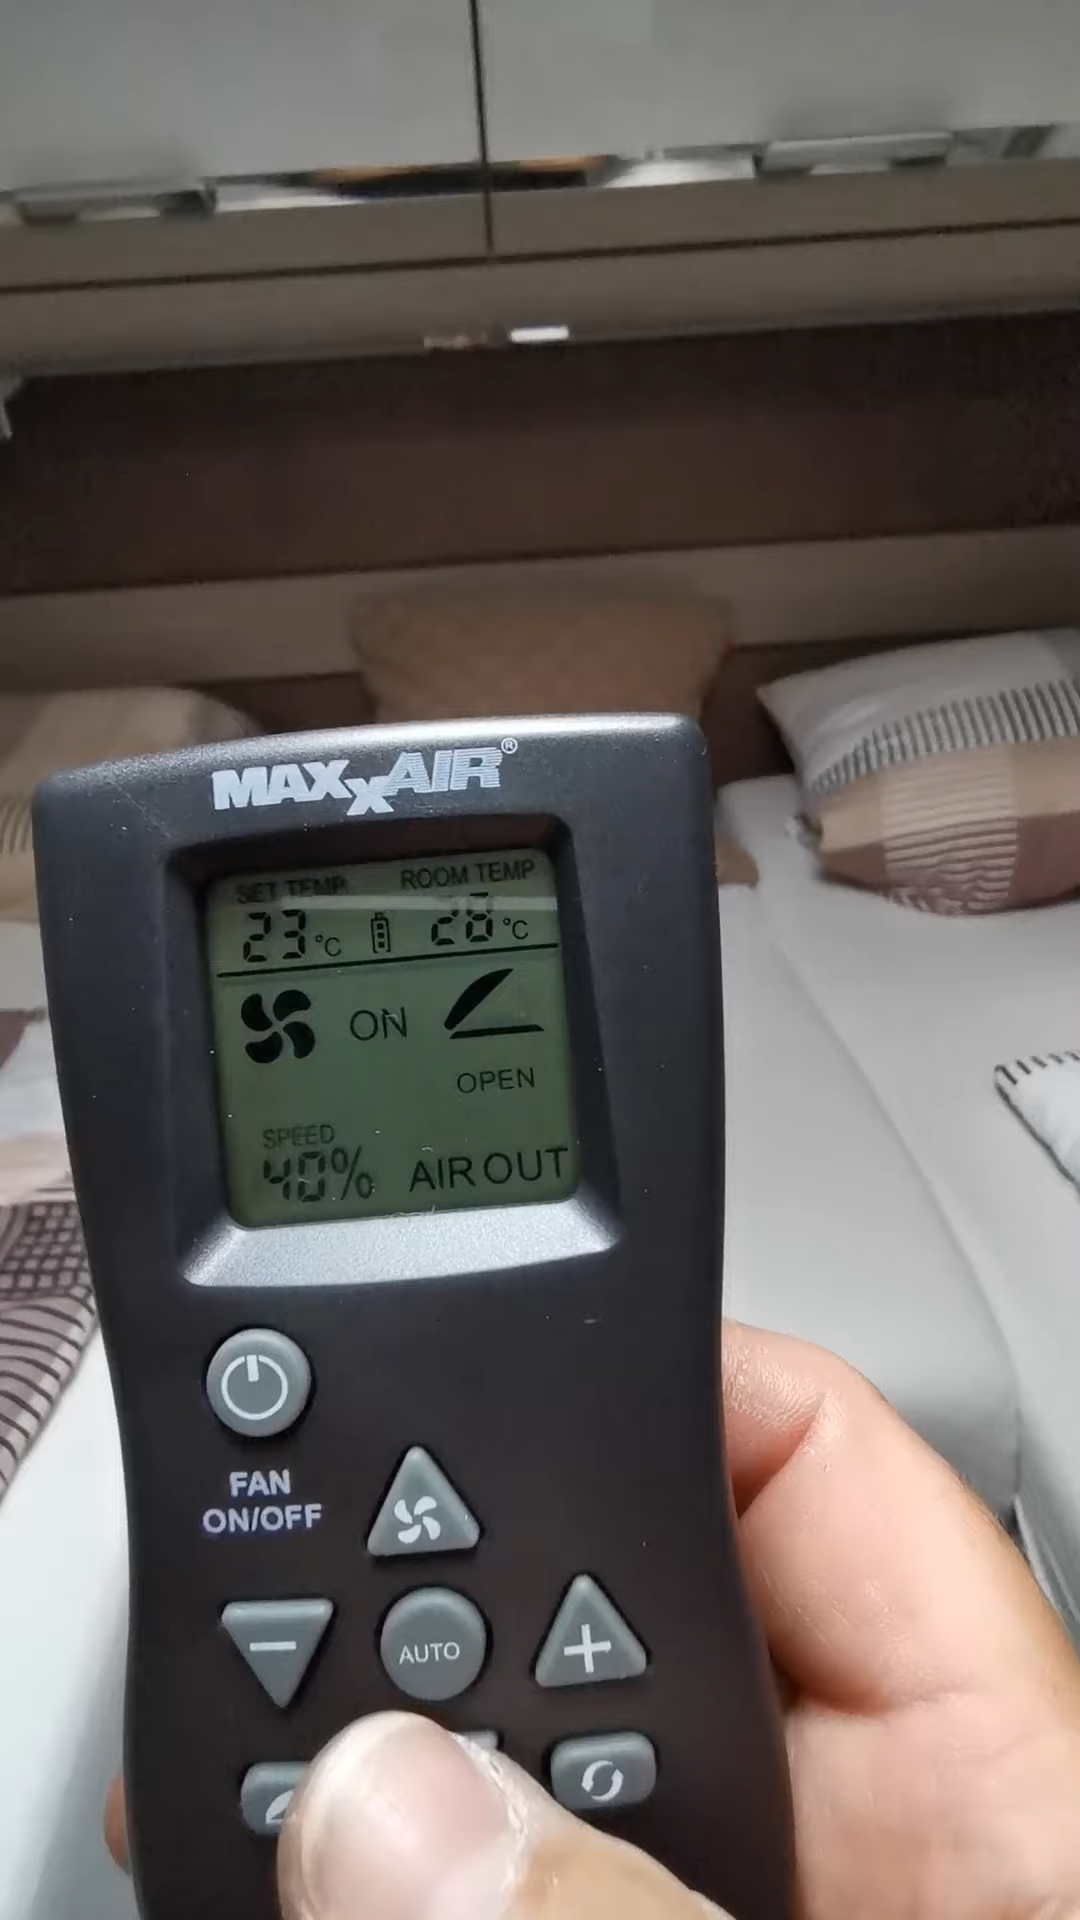 MAXxAIR®
SET TEMP ROOM TEMP
23 °C 28 °C
ON
OPEN
SPEED
40% AIR OUT
FAN
ON/OFF
AUTO